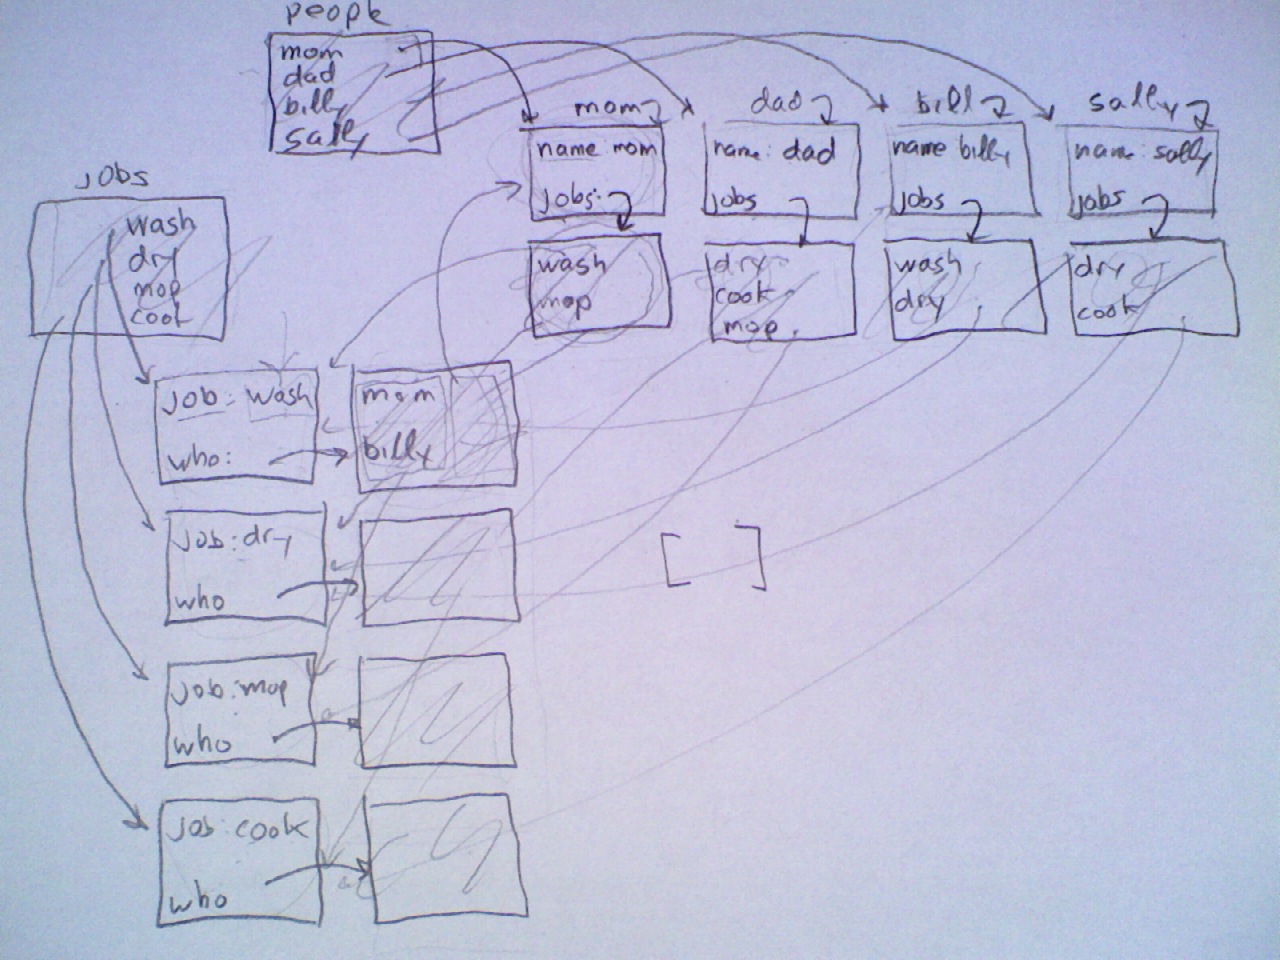 people
mom
dad
billy
sally
mom
dad
bill
sally
name: mom
jobs:
name: dad
jobs
name billy
jobs
name: sally
jobs
wash
mop
dry
cook
mop
wash
dry
dry
cook
jobs
wash
dry
mop
cook
job: wash
who:
mom
billy
job: dry
who
[ ]
job: mop
who
job: cook
who